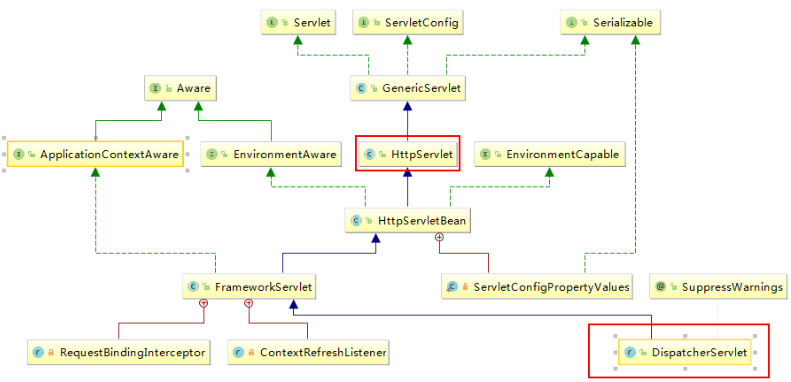 Servlet
ServletConfig
Serializable
Aware
GenericServlet
ApplicationContextAware
EnvironmentAware
HttpServlet
EnvironmentCapable
HttpServletBean
FrameworkServlet
ServletConfigPropertyValues
SuppressWarnings
RequestBindingInterceptor
ContextRefreshListener
DispatcherServlet